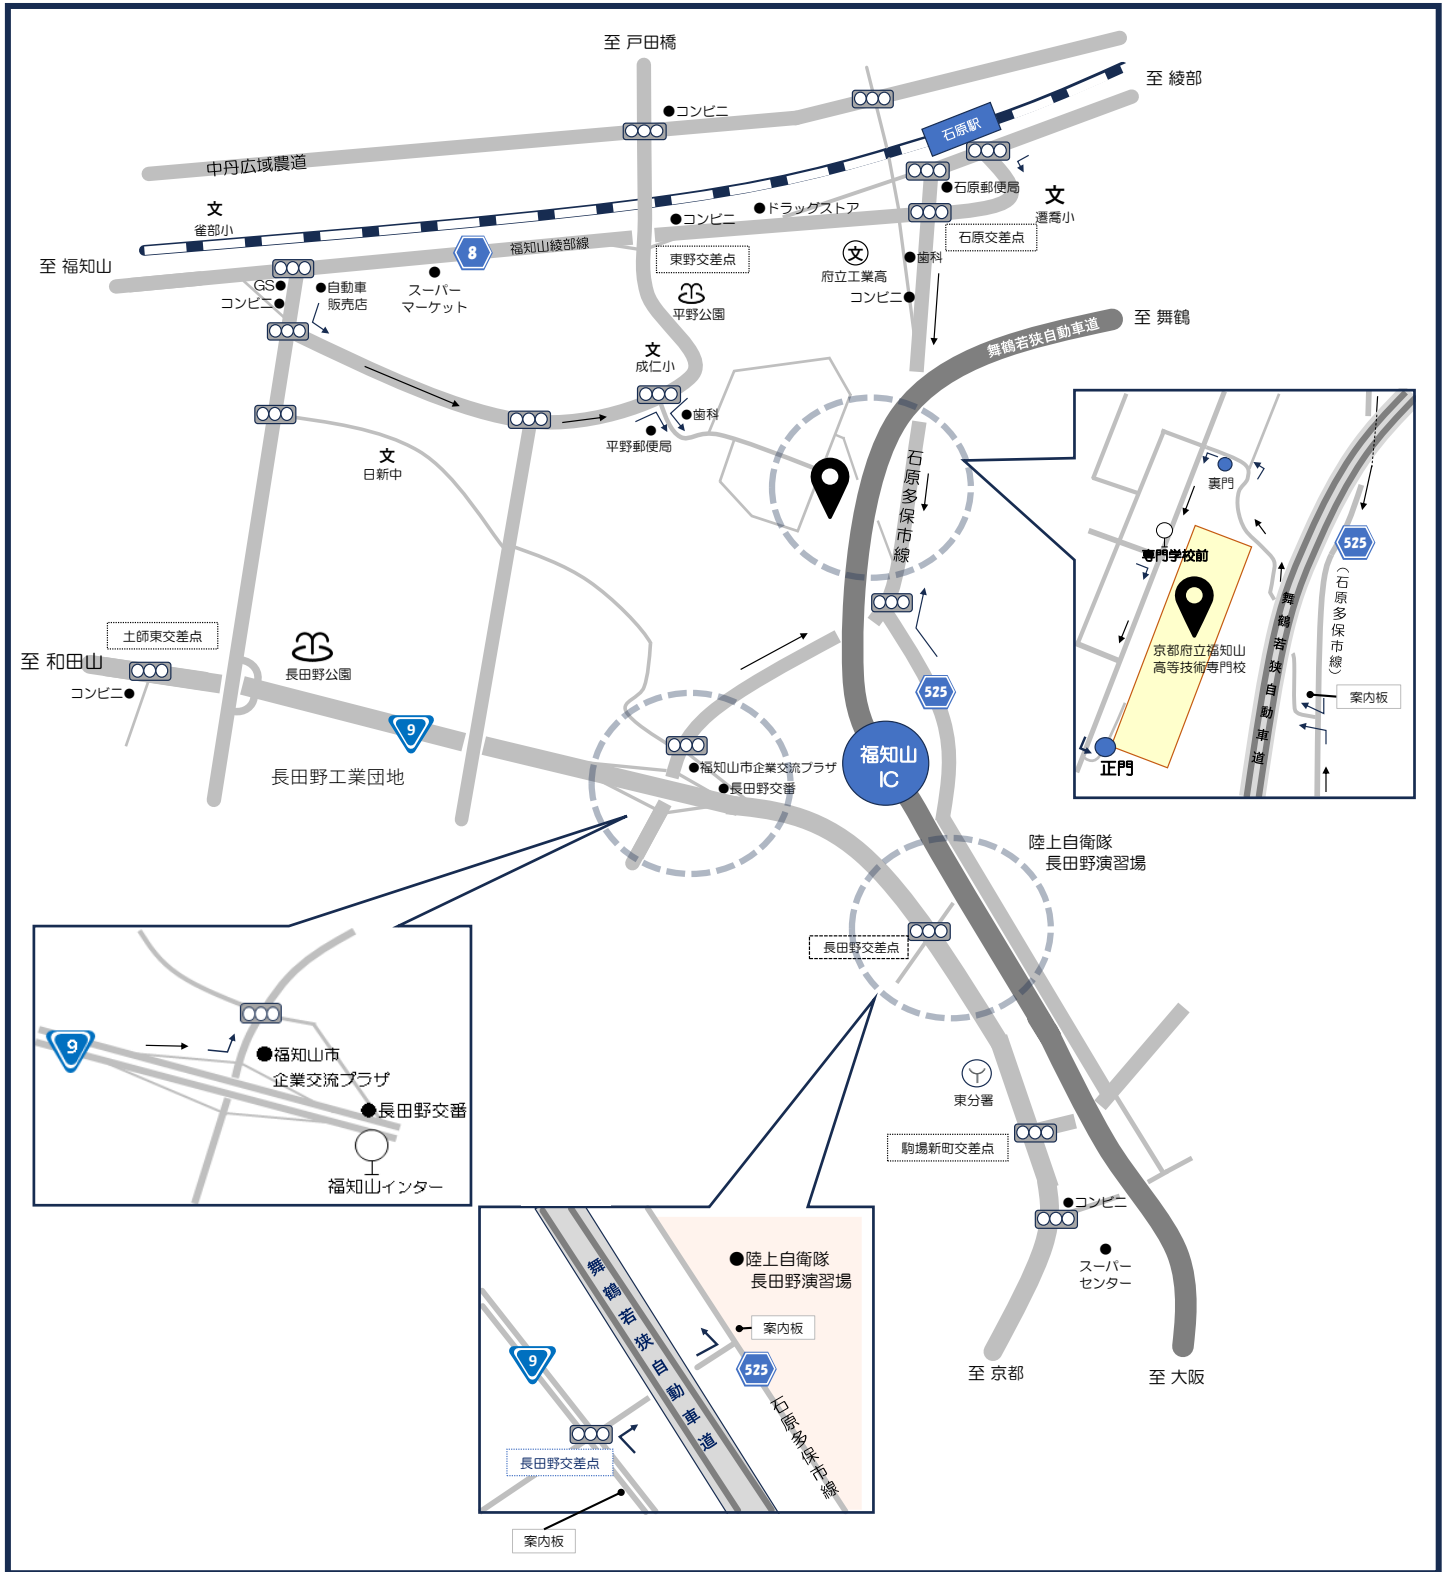 至 戸田橋
至 綾部
コンビニ
石原駅
中丹広域農道
石原郵便局
文
遷喬小
文
雀部小
ドラッグストア
コンビニ
石原交差点
福知山綾部線
8
東野交差点
文
府立工業高
歯科
コンビニ
至 福知山
GS
コンビニ
自動車
販売店
スーパー
マーケット
平野公園
至 舞鶴
舞鶴若狭自動車道
文
成仁小
歯科
平野郵便局
文
日新中
石原多保市線
裏門
専門学校前
525
(石原多保市線)
舞鶴若狭自動車道
京都府立福知山
高等技術専門校
案内板
正門
土師東交差点
至 和田山
コンビニ
長田野公園
9
525
長田野工業団地
福知山市企業交流プラザ
長田野交番
福知山
IC
陸上自衛隊
長田野演習場
長田野交差点
9
福知山市
企業交流プラザ
長田野交番
福知山インター
東分署
駒場新町交差点
コンビニ
スーパー
センター
至 京都
至 大阪
舞鶴若狭自動車道
陸上自衛隊
長田野演習場
案内板
9
525
石原多保市線
長田野交差点
案内板